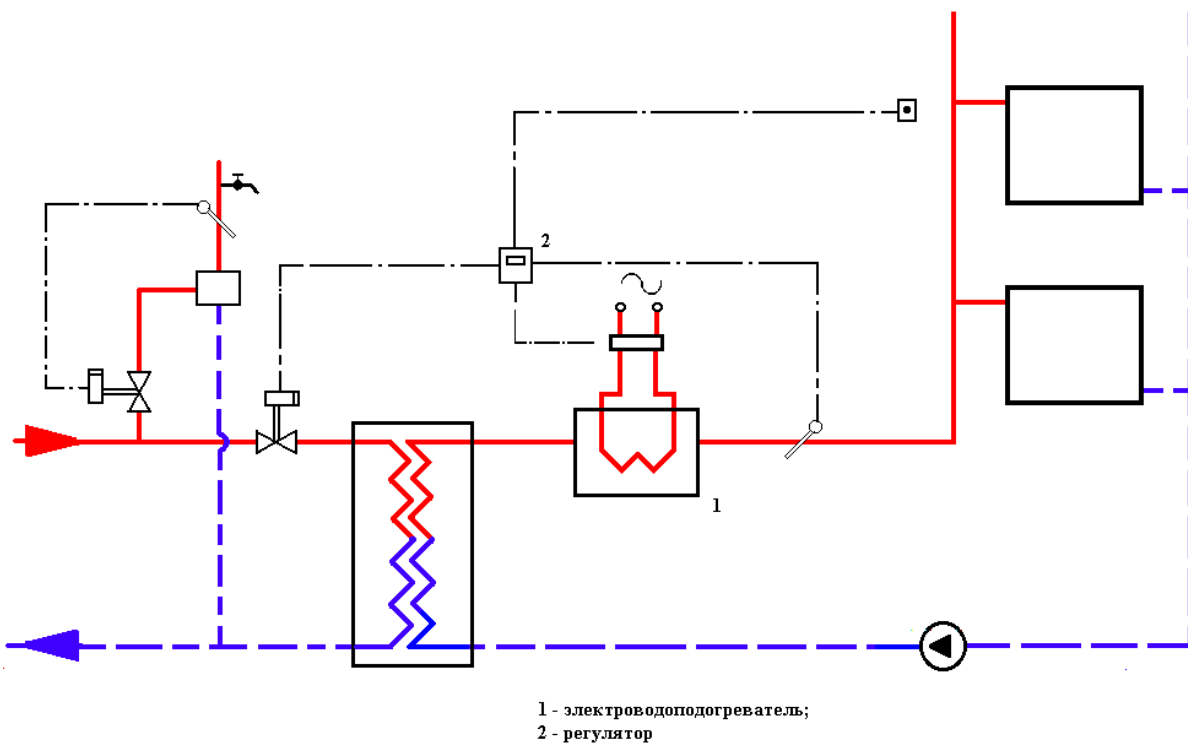 2
1
1 - электроводоподогреватель;
2 - регулятор